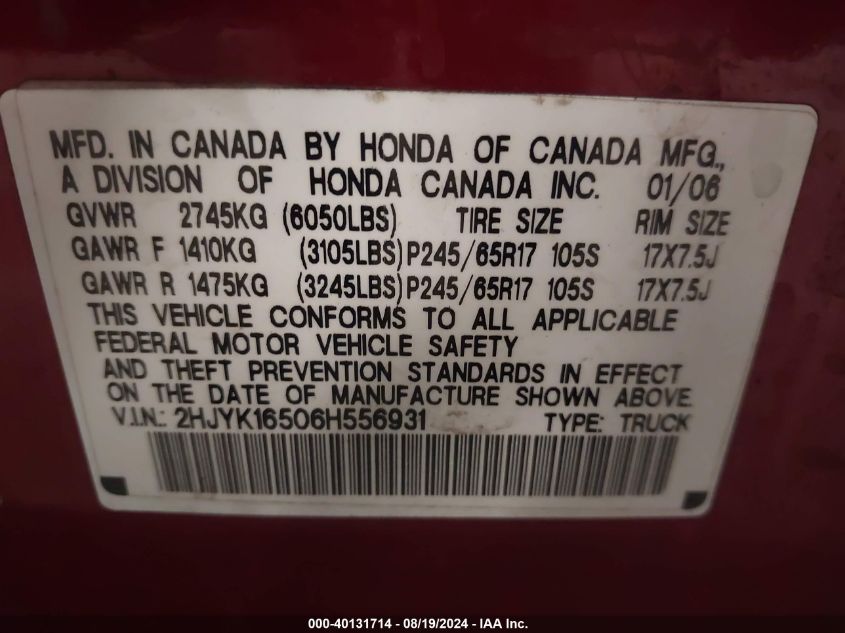 MFD. IN CANADA BY HONDA OF CANADA MFG.,
A DIVISION OF HONDA CANADA INC. 01/06
GVWR 2745KG (6050LBS) TIRE SIZE RIM SIZE
GAWR F 1410KG (3105LBS) P245/65R17 105S 17X7.5J
GAWR R 1475KG (3245LBS) P245/65R17 105S 17X7.5J
THIS VEHICLE CONFORMS TO ALL APPLICABLE
FEDERAL MOTOR VEHICLE SAFETY
AND THEFT PREVENTION STANDARDS IN EFFECT
ON THE DATE OF MANUFACTURE SHOWN ABOVE.
V.I.N.: 2HJYK16506H556931 TYPE: TRUCK
000-40131714 - 08/19/2024 - IAA Inc.